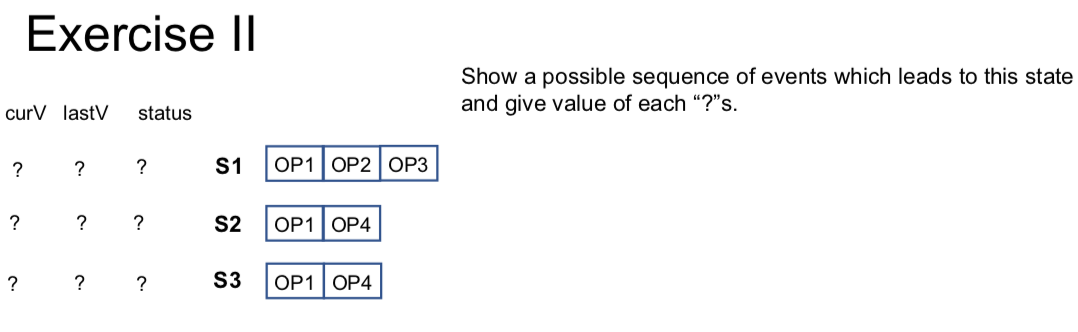 Exercise II
Show a possible sequence of events which leads to this state
and give value of each “?”s.
curV lastV status
? ? ? S1 OP1 OP2 OP3
? ? ? S2 OP1 OP4
? ? ? S3 OP1 OP4